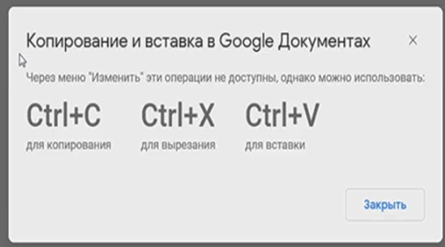 Копирование и вставка в Google Документах
Через меню "Изменить" эти операции не доступны, однако можно использовать:
Ctrl+C Ctrl+X Ctrl+V
для копирования для вырезания для вставки
Закрыть